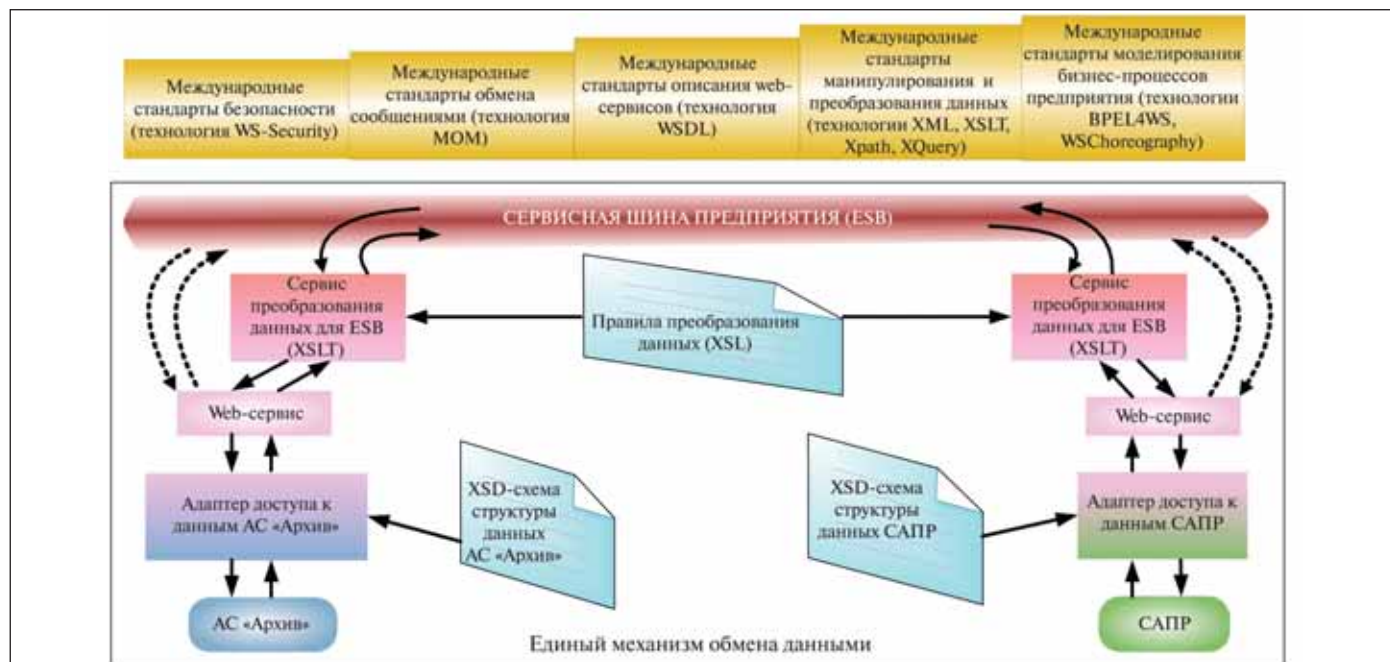 Международные
стандарты безопасности
(технология WS-Security)
Международные
стандарты обмена
сообшениями (технология
MOM)
Международные
стандарты описания web-
сервисов (технология
WSDL)
Международные
стандарты
манипулирования и
преобразования данных
(технологии XML, XSLT,
Xpath, XQuery)
Международные
стандарты моделирования
бизнес-процессов
предприятия (технологии
BPEL4WS,
WSChoreography)
СЕРВИСНАЯ ШИНА ПРЕДПРИЯТИЯ (ESB)
Сервис
преобразования
данных для ESB
(XSLT)
Правила преобразования
данных (XSL)
Сервис
преобразования
данных для ESB
(XSLT)
Web-сервис
Web-сервис
Адаптер доступа к
данным АС «Архив»
XSD-схема
структуры
данных
АС «Архив»
XSD-схема
структуры
данных САПР
Адаптер доступа к
данным САПР
АС «Архив»
САПР
Единый механизм обмена данными